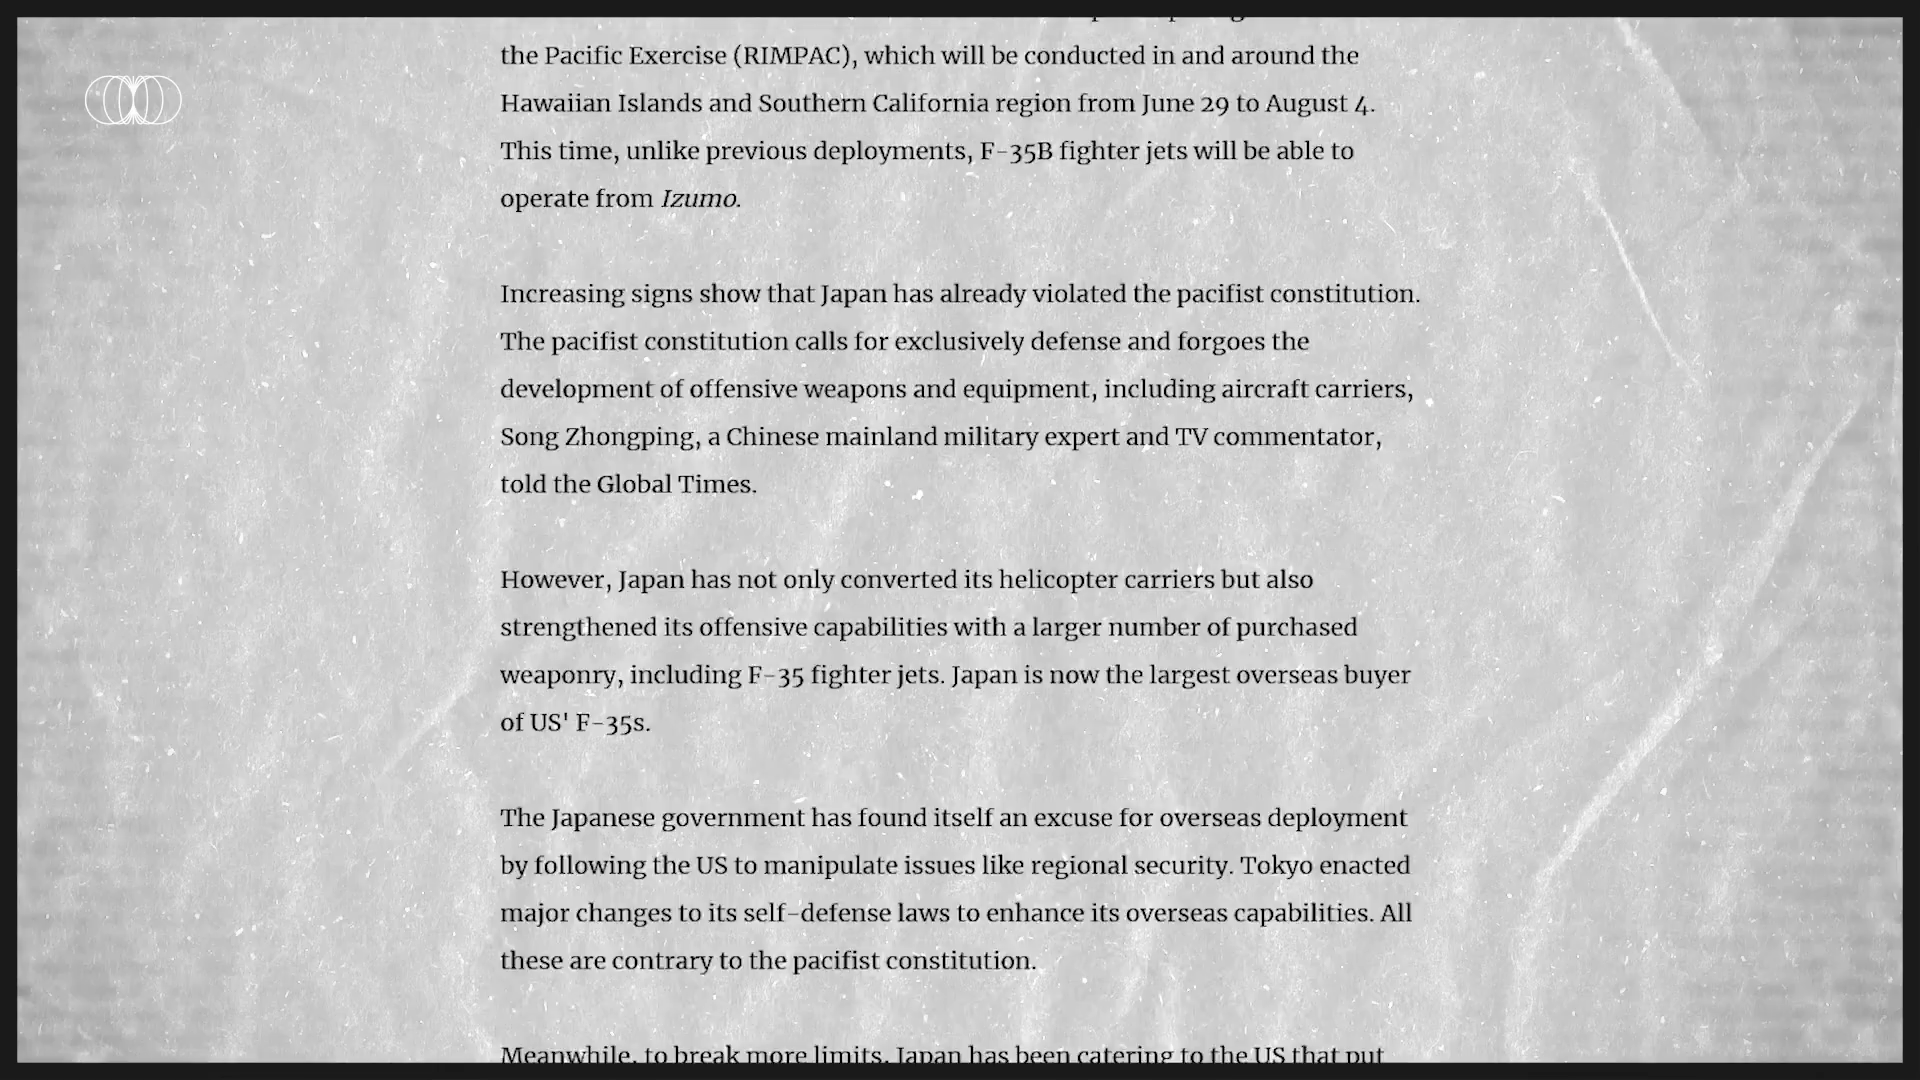 the Pacific Exercise (RIMPAC), which will be conducted in and around the
Hawaiian Islands and Southern California region from June 29 to August 4.
This time, unlike previous deployments, F-35B fighter jets will be able to
operate from Izumo.
Increasing signs show that Japan has already violated the pacifist constitution.
The pacifist constitution calls for exclusively defense and forgoes the
development of offensive weapons and equipment, including aircraft carriers,
Song Zhongping, a Chinese mainland military expert and TV commentator,
told the Global Times.
However, Japan has not only converted its helicopter carriers but also
strengthened its offensive capabilities with a larger number of purchased
weaponry, including F-35 fighter jets. Japan is now the largest overseas buyer
of US' F-35s.
The Japanese government has found itself an excuse for overseas deployment
by following the US to manipulate issues like regional security. Tokyo enacted
major changes to its self-defense laws to enhance its overseas capabilities. All
these are contrary to the pacifist constitution.
Meanwhile, to break more limits, Japan has been catering to the US that put